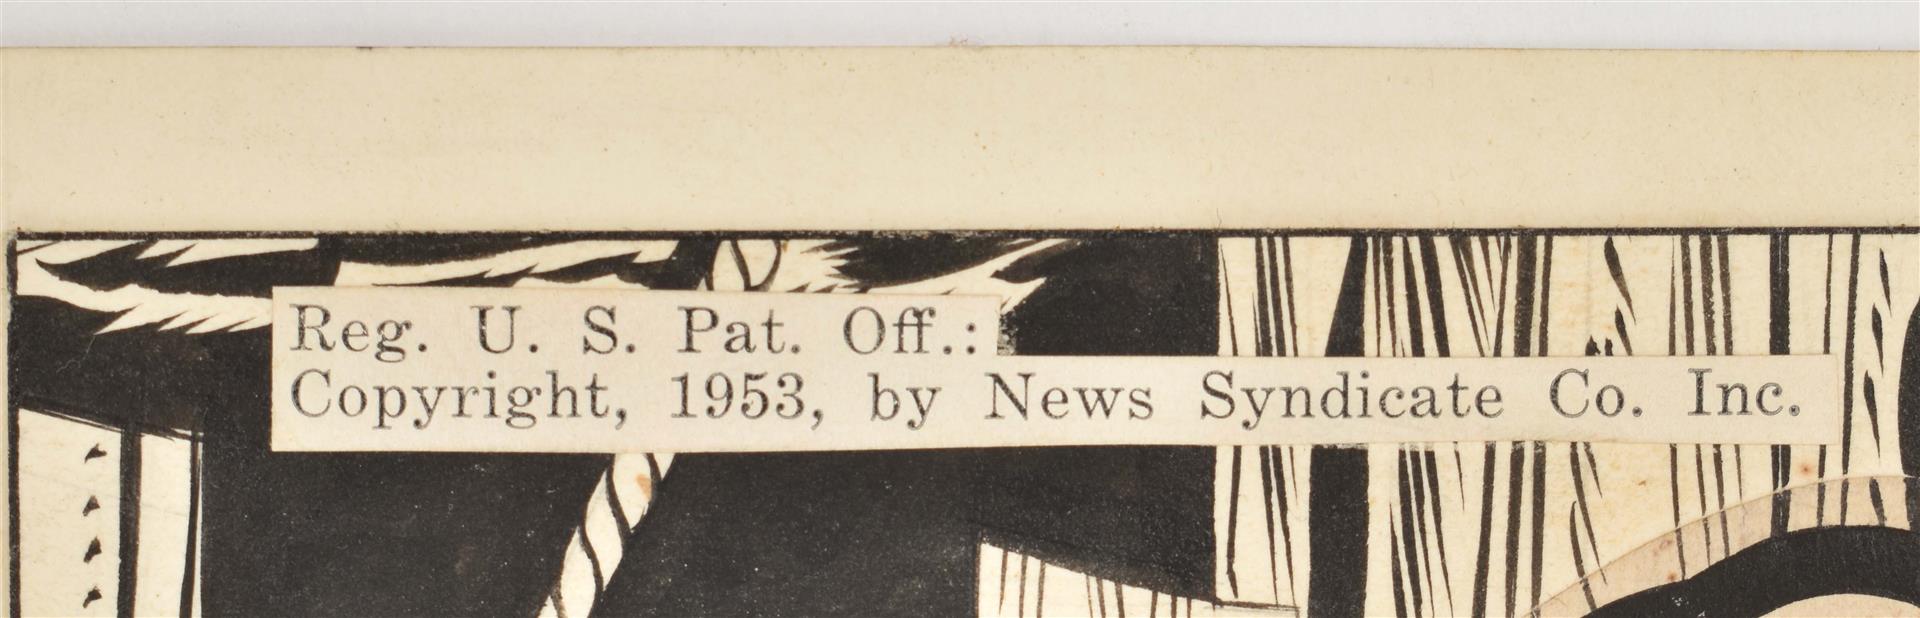 Reg. U. S. Pat. Off.:
Copyright, 1953, by News Syndicate Co. Inc.